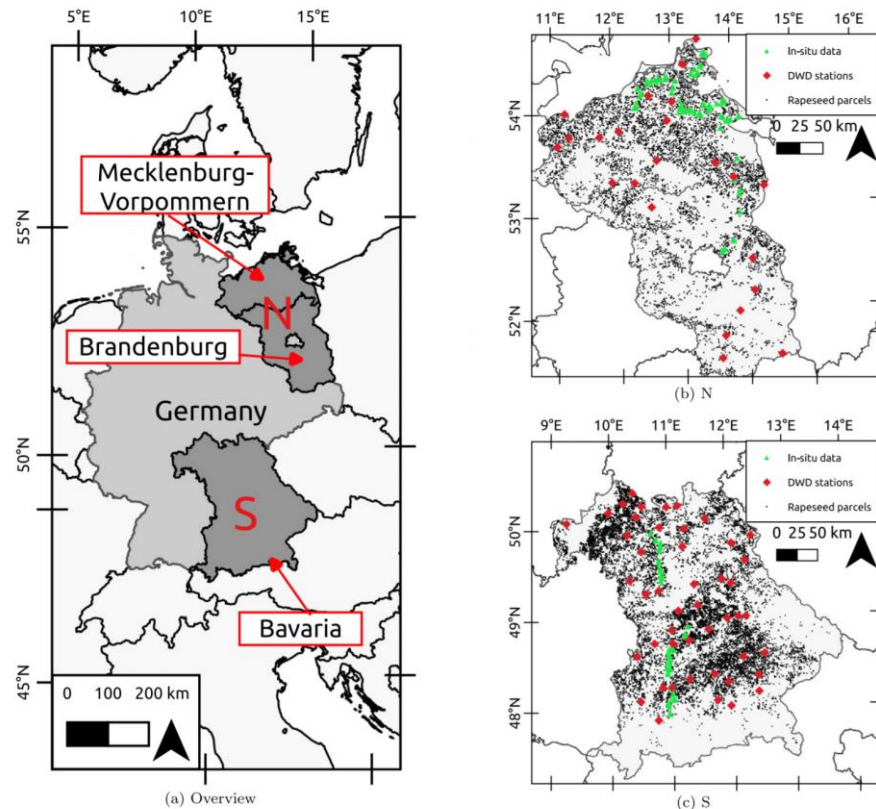 5°E 10°E 15°E
55°N
50°N
45°N
Mecklenburg-
Vorpommern
N
Brandenburg
Germany
S
Bavaria
0 100 200 km
(a) Overview
11°E 12°E 13°E 14°E 15°E 16°E
54°N
53°N
52°N
In-situ data
DWD stations
Rapeseed parcels
0 25 50 km
(b) N
9°E 10°E 11°E 12°E 13°E 14°E
50°N
49°N
48°N
In-situ data
DWD stations
Rapeseed parcels
0 25 50 km
(c) S